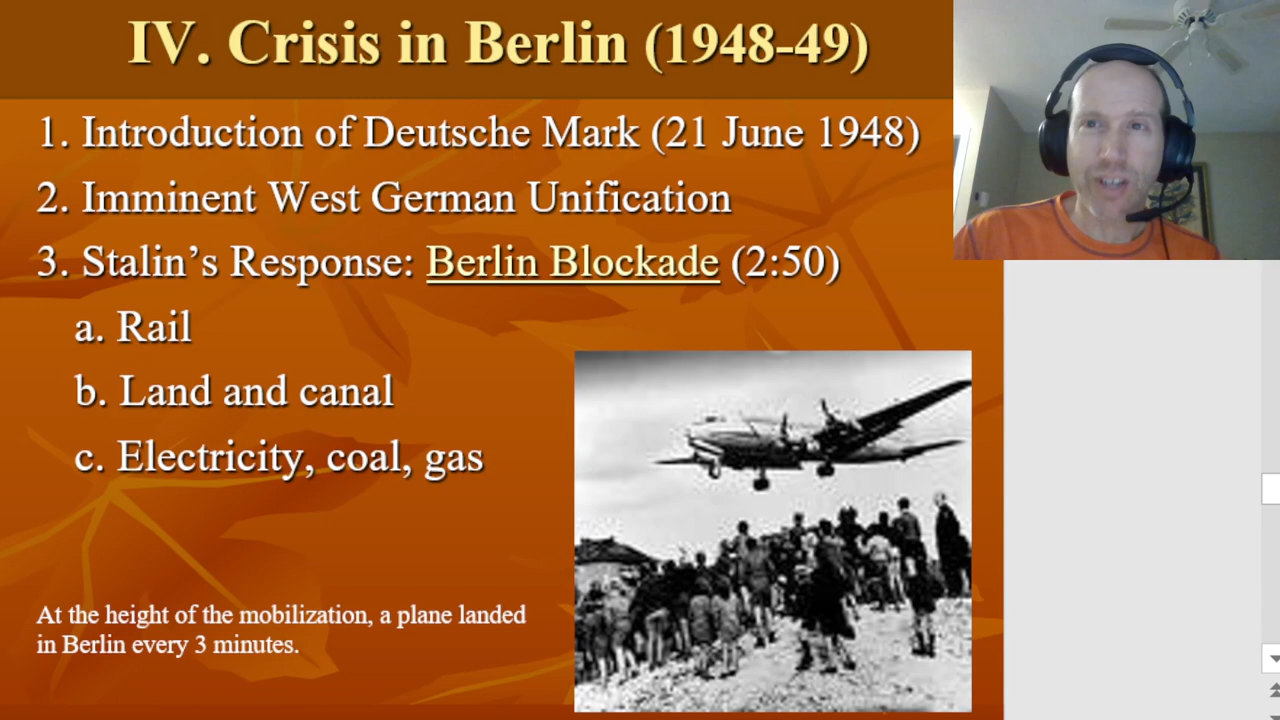 IV. Crisis in Berlin (1948-49)
1. Introduction of Deutsche Mark (21 June 1948)
2. Imminent West German Unification
3. Stalin’s Response: Berlin Blockade (2:50)
a. Rail
b. Land and canal
c. Electricity, coal, gas
At the height of the mobilization, a plane landed
in Berlin every 3 minutes.